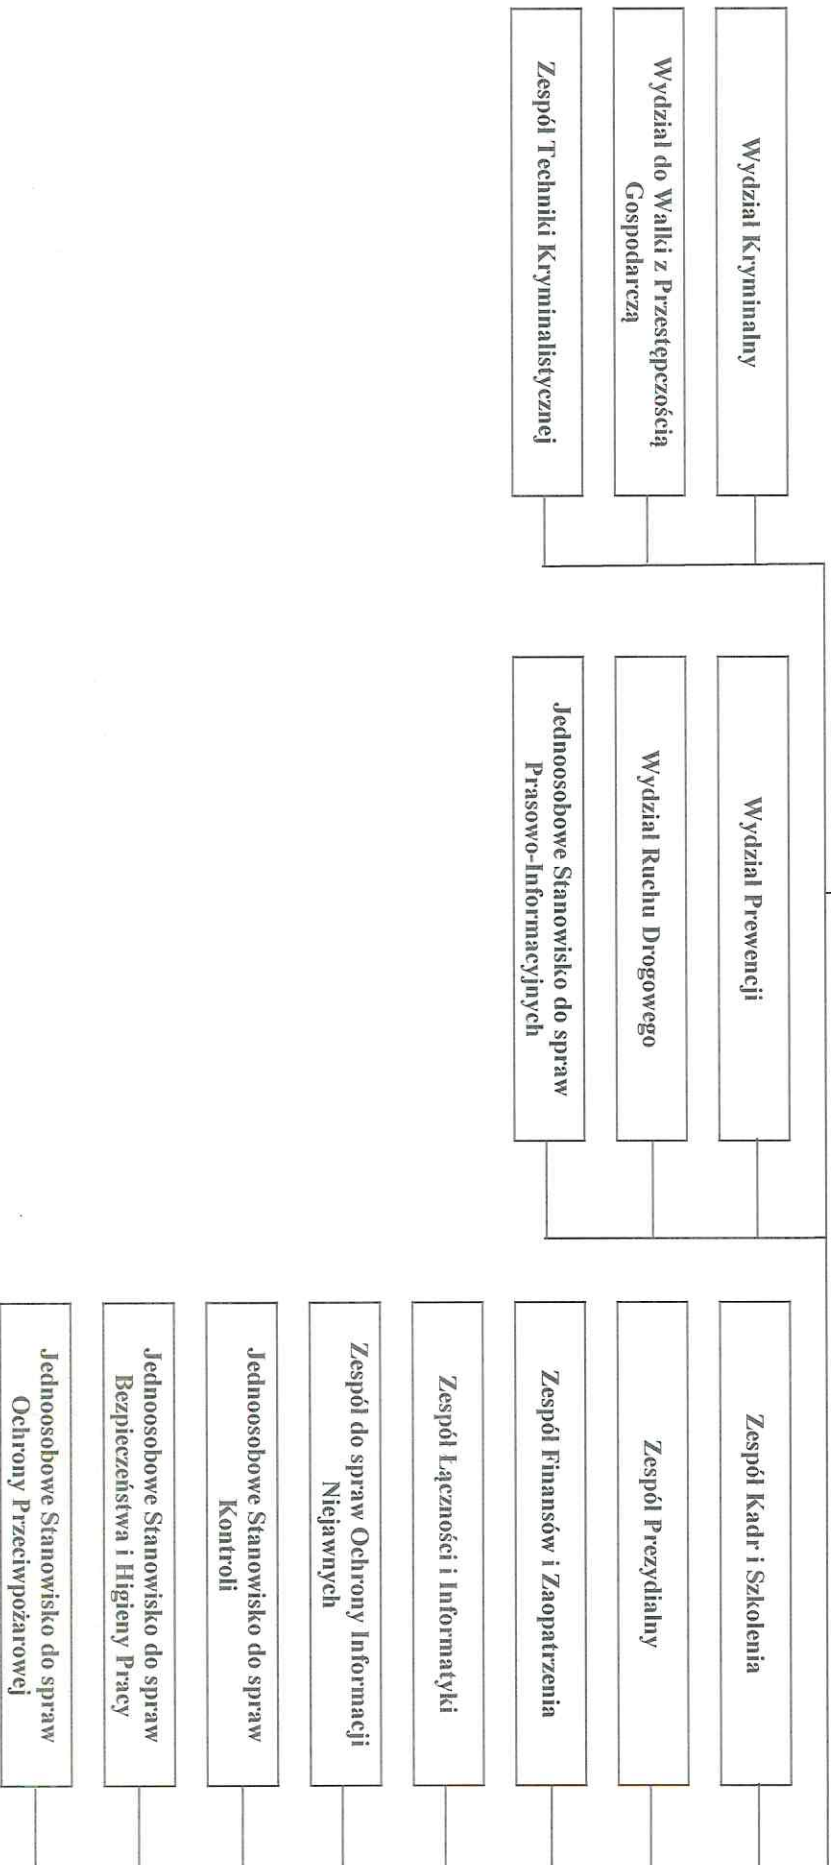 Wydział Kryminalny
Wydział do Walki z Przestępczością
Gospodarczą
Zespół Techniki Kryminalistycznej
Wydział Prewencji
Wydział Ruchu Drogowego
Jednoosobowe Stanowisko do spraw
Prasowo-Informacyjnych
Zespół Kadr i Szkolenia
Zespół Prezydialny
Zespół Finansów i Zaopatrzenia
Zespół Łączności i Informatyki
Zespół do spraw Ochrony Informacji
Niejawnych
Jednoosobowe Stanowisko do spraw
Kontroli
Jednoosobowe Stanowisko do spraw
Bezpieczeństwa i Higieny Pracy
Jednoosobowe Stanowisko do spraw
Ochrony Przeciwpożarowej